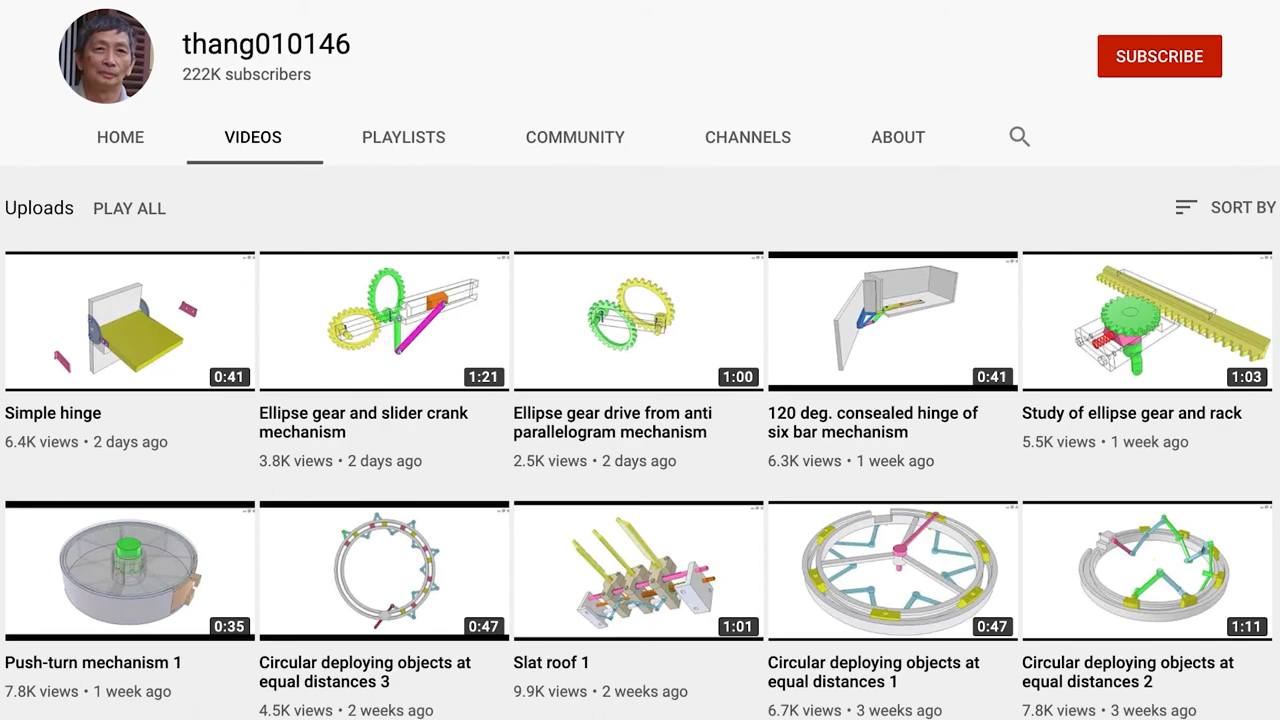 thang010146
222K subscribers
SUBSCRIBE
HOME VIDEOS PLAYLISTS COMMUNITY CHANNELS ABOUT
Uploads PLAY ALL SORT BY
0:41 1:21 1:00 0:41 1:03
Simple hinge
6.4K views • 2 days ago
Ellipse gear and slider crank
mechanism
3.8K views • 2 days ago
Ellipse gear drive from anti
parallelogram mechanism
2.5K views • 2 days ago
120 deg. consealed hinge of
six bar mechanism
6.3K views • 1 week ago
Study of ellipse gear and rack
5.5K views • 1 week ago
0:35 0:47 1:01 0:47 1:11
Push-turn mechanism 1
7.8K views • 1 week ago
Circular deploying objects at
equal distances 3
4.5K views • 2 weeks ago
Slat roof 1
9.9K views • 2 weeks ago
Circular deploying objects at
equal distances 1
6.7K views • 3 weeks ago
Circular deploying objects at
equal distances 2
7.8K views • 3 weeks ago